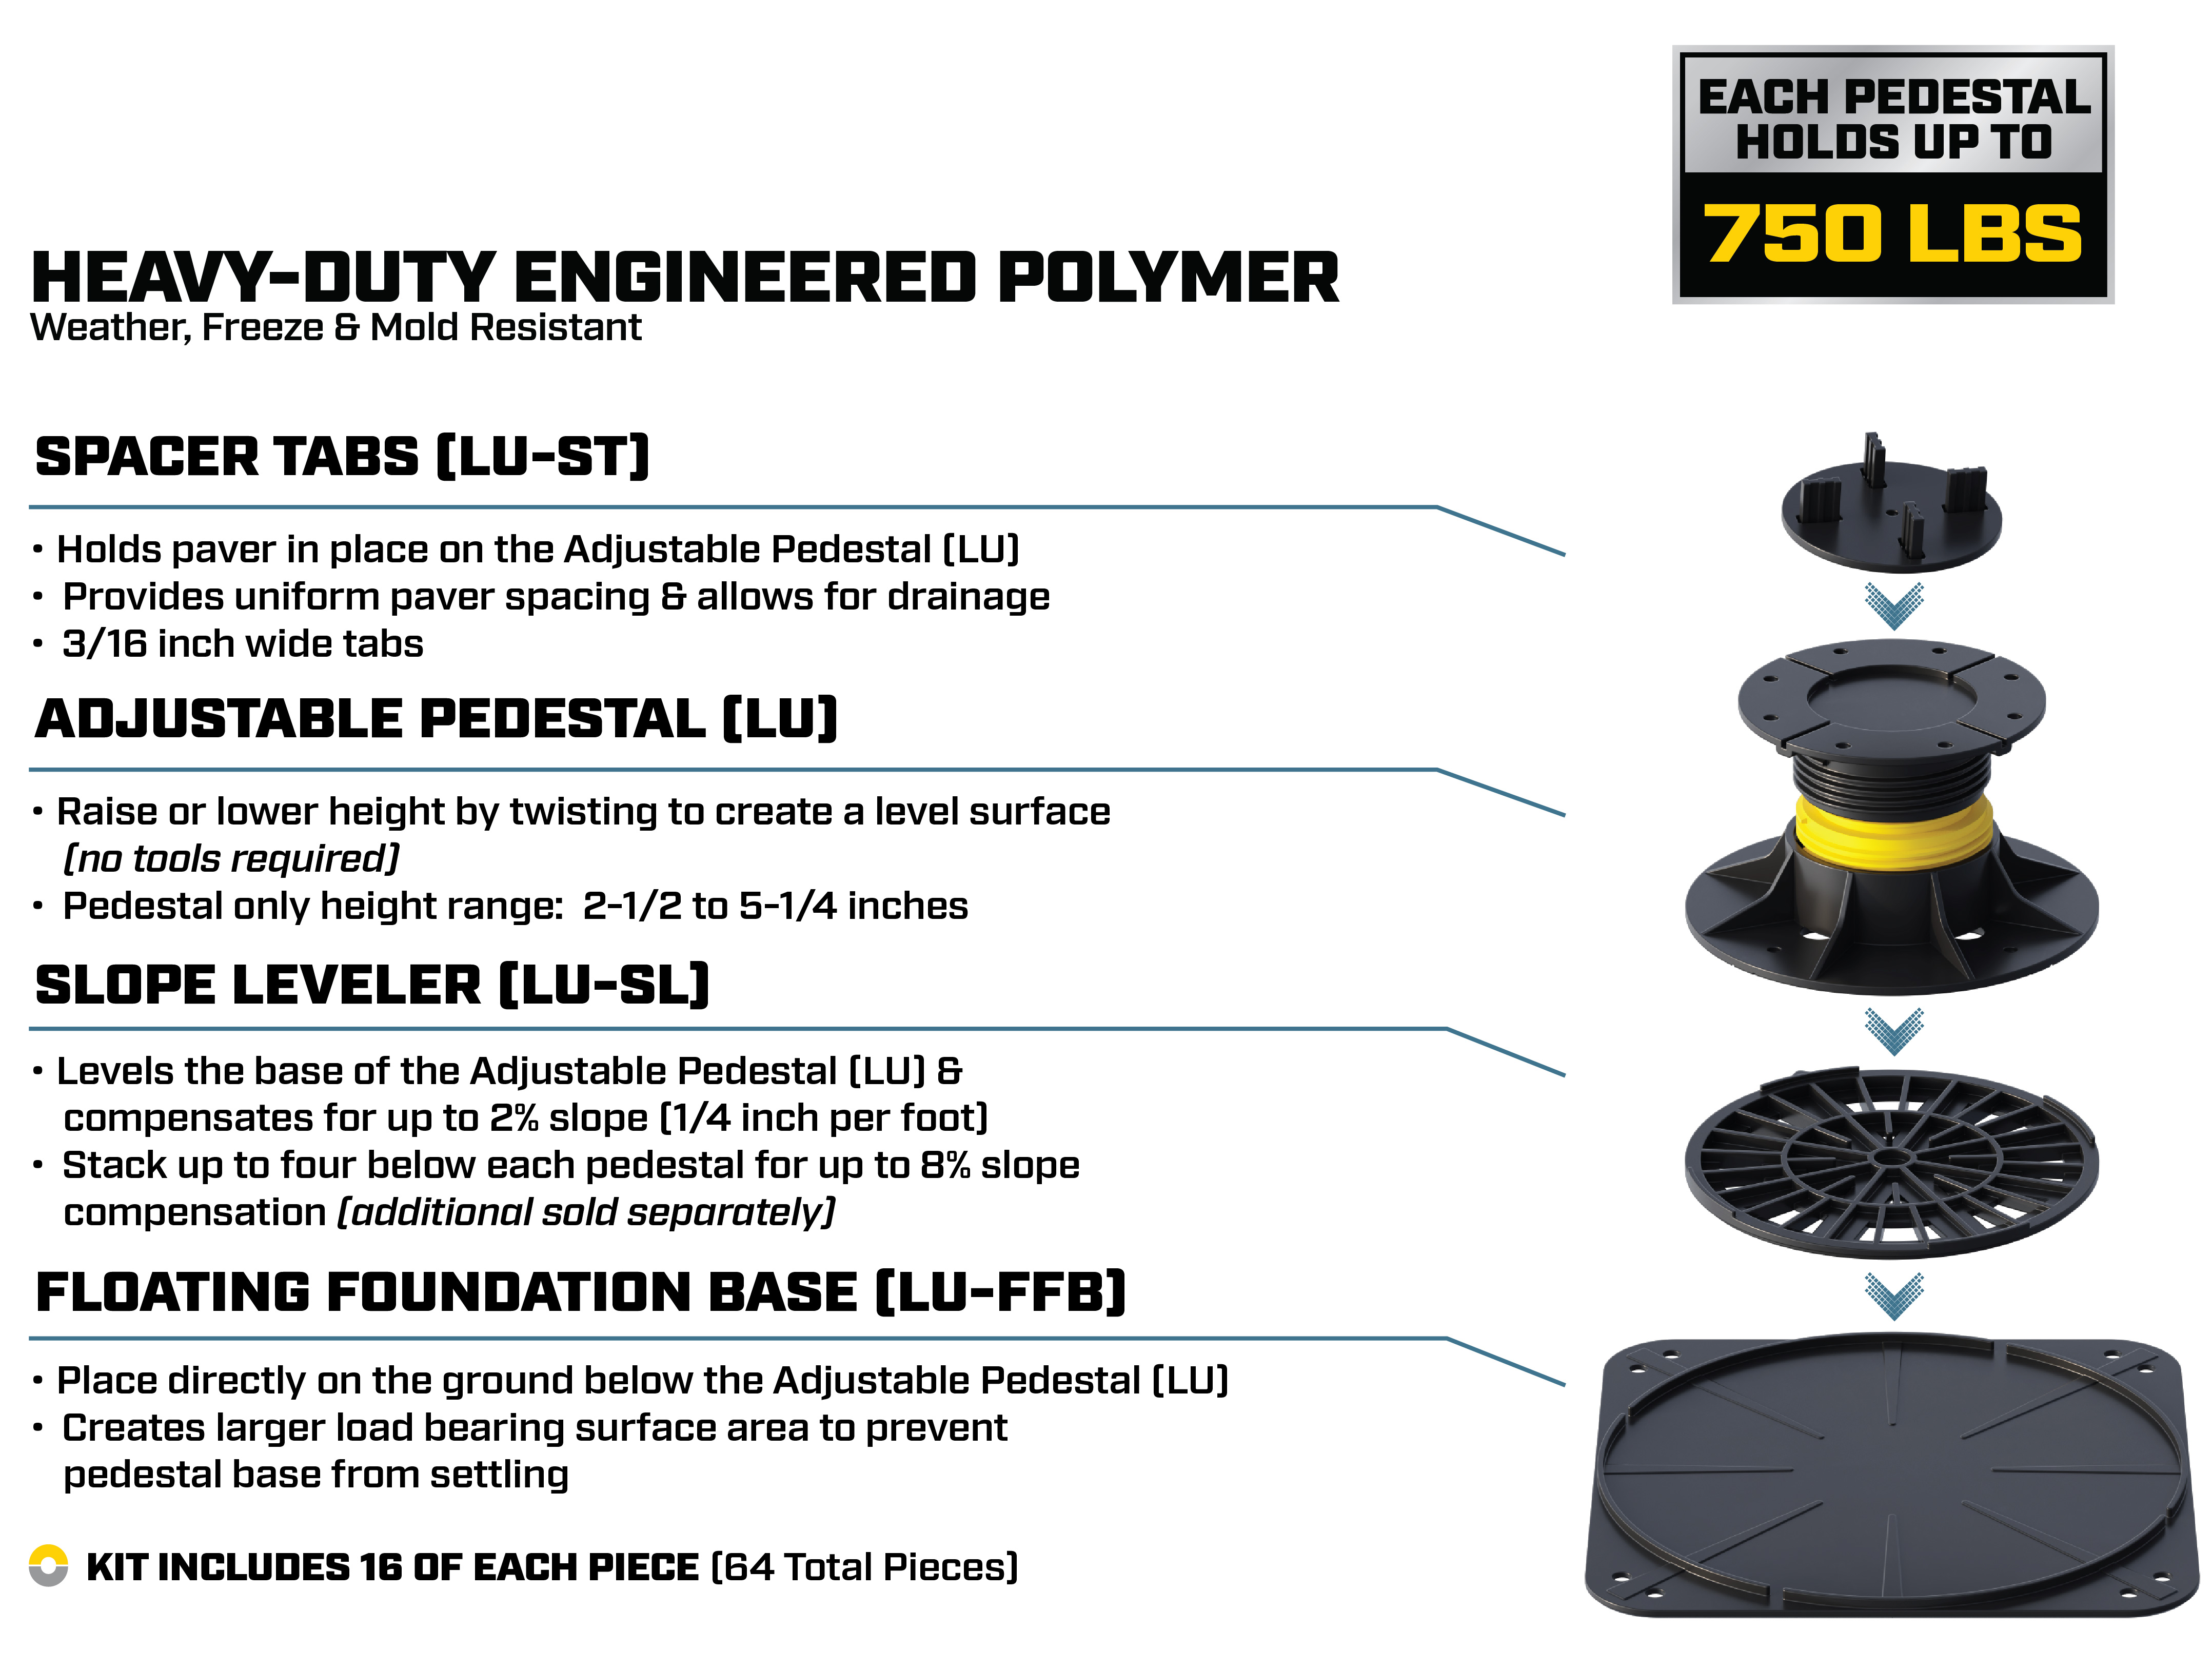 EACH PEDESTAL
HOLDS UP TO
750 LBS
HEAVY-DUTY ENGINEERED POLYMER
Weather, Freeze & Mold Resistant
SPACER TABS (LU-ST)
• Holds paver in place on the Adjustable Pedestal (LU)
• Provides uniform paver spacing & allows for drainage
• 3/16 inch wide tabs
ADJUSTABLE PEDESTAL (LU)
• Raise or lower height by twisting to create a level surface
(no tools required)
• Pedestal only height range: 2-1/2 to 5-1/4 inches
SLOPE LEVELER (LU-SL)
• Levels the base of the Adjustable Pedestal (LU) &
compensates for up to 2% slope (1/4 inch per foot)
• Stack up to four below each pedestal for up to 8% slope
compensation (additional sold separately)
FLOATING FOUNDATION BASE (LU-FFB)
• Place directly on the ground below the Adjustable Pedestal (LU)
• Creates larger load bearing surface area to prevent
pedestal base from settling
KIT INCLUDES 16 OF EACH PIECE (64 Total Pieces)